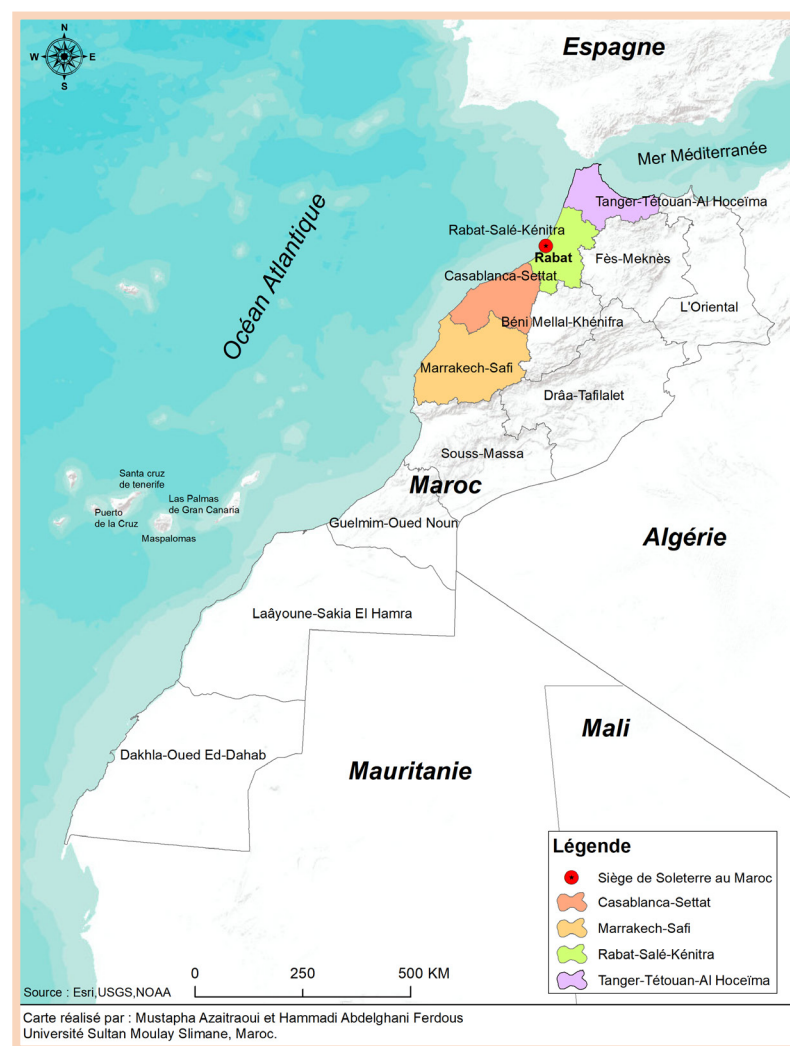 N
W
E
S
Espagne
Mer Méditerranée
Océan Atlantique
Tanger-Tétouan-Al Hoceïma
Rabat-Salé-Kénitra
Rabat
Fès-Meknès
Casablanca-Settat
L'Oriental
Béni Mellal-Khénifra
Marrakech-Safi
Drâa-Tafilalet
Souss-Massa
Maroc
Santa cruz
de tenerife
Las Palmas
de Gran Canaria
Puerto
de la Cruz
Maspalomas
Guelmim-Oued Noun
Algérie
Laâyoune-Sakia El Hamra
Mali
Dakhla-Oued Ed-Dahab
Mauritanie
Légende
Siège de Soleterre au Maroc
Casablanca-Settat
Marrakech-Safi
Rabat-Salé-Kénitra
Tanger-Tétouan-Al Hoceïma
0 250 500 KM
Source : Esri,USGS,NOAA
Carte réalisé par : Mustapha Azaitraoui et Hammadi Abdelghani Ferdous
Université Sultan Moulay Slimane, Maroc.